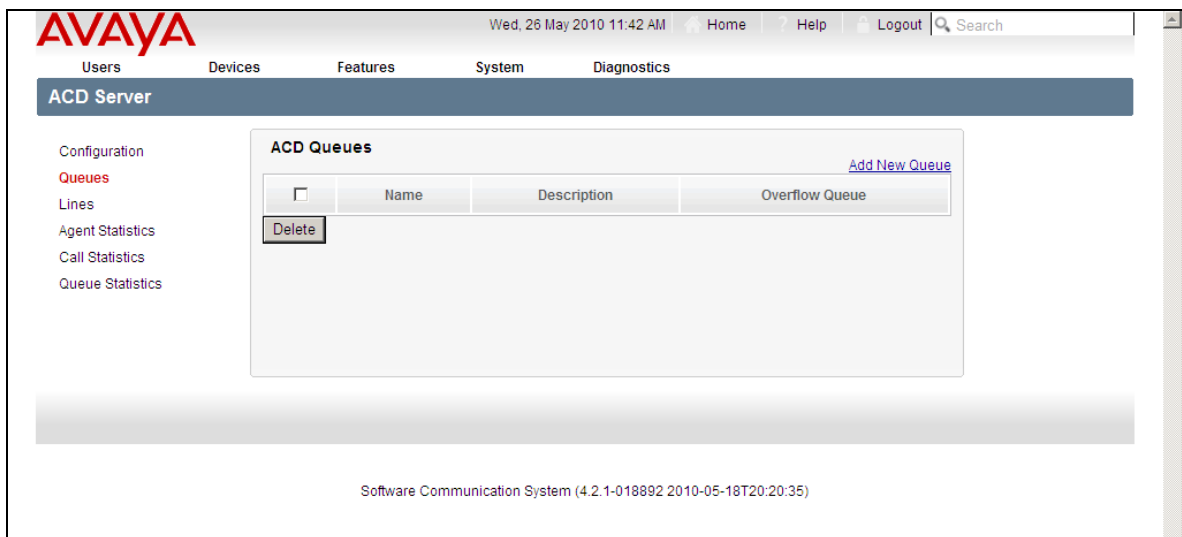 AVAYA
Wed, 26 May 2010 11:42 AM Home ? Help Logout Search
Users Devices Features System Diagnostics
ACD Server
Configuration
Queues
Lines
Agent Statistics
Call Statistics
Queue Statistics
ACD Queues
Add New Queue
Name Description Overflow Queue
Delete
Software Communication System (4.2.1-018892 2010-05-18T20:20:35)